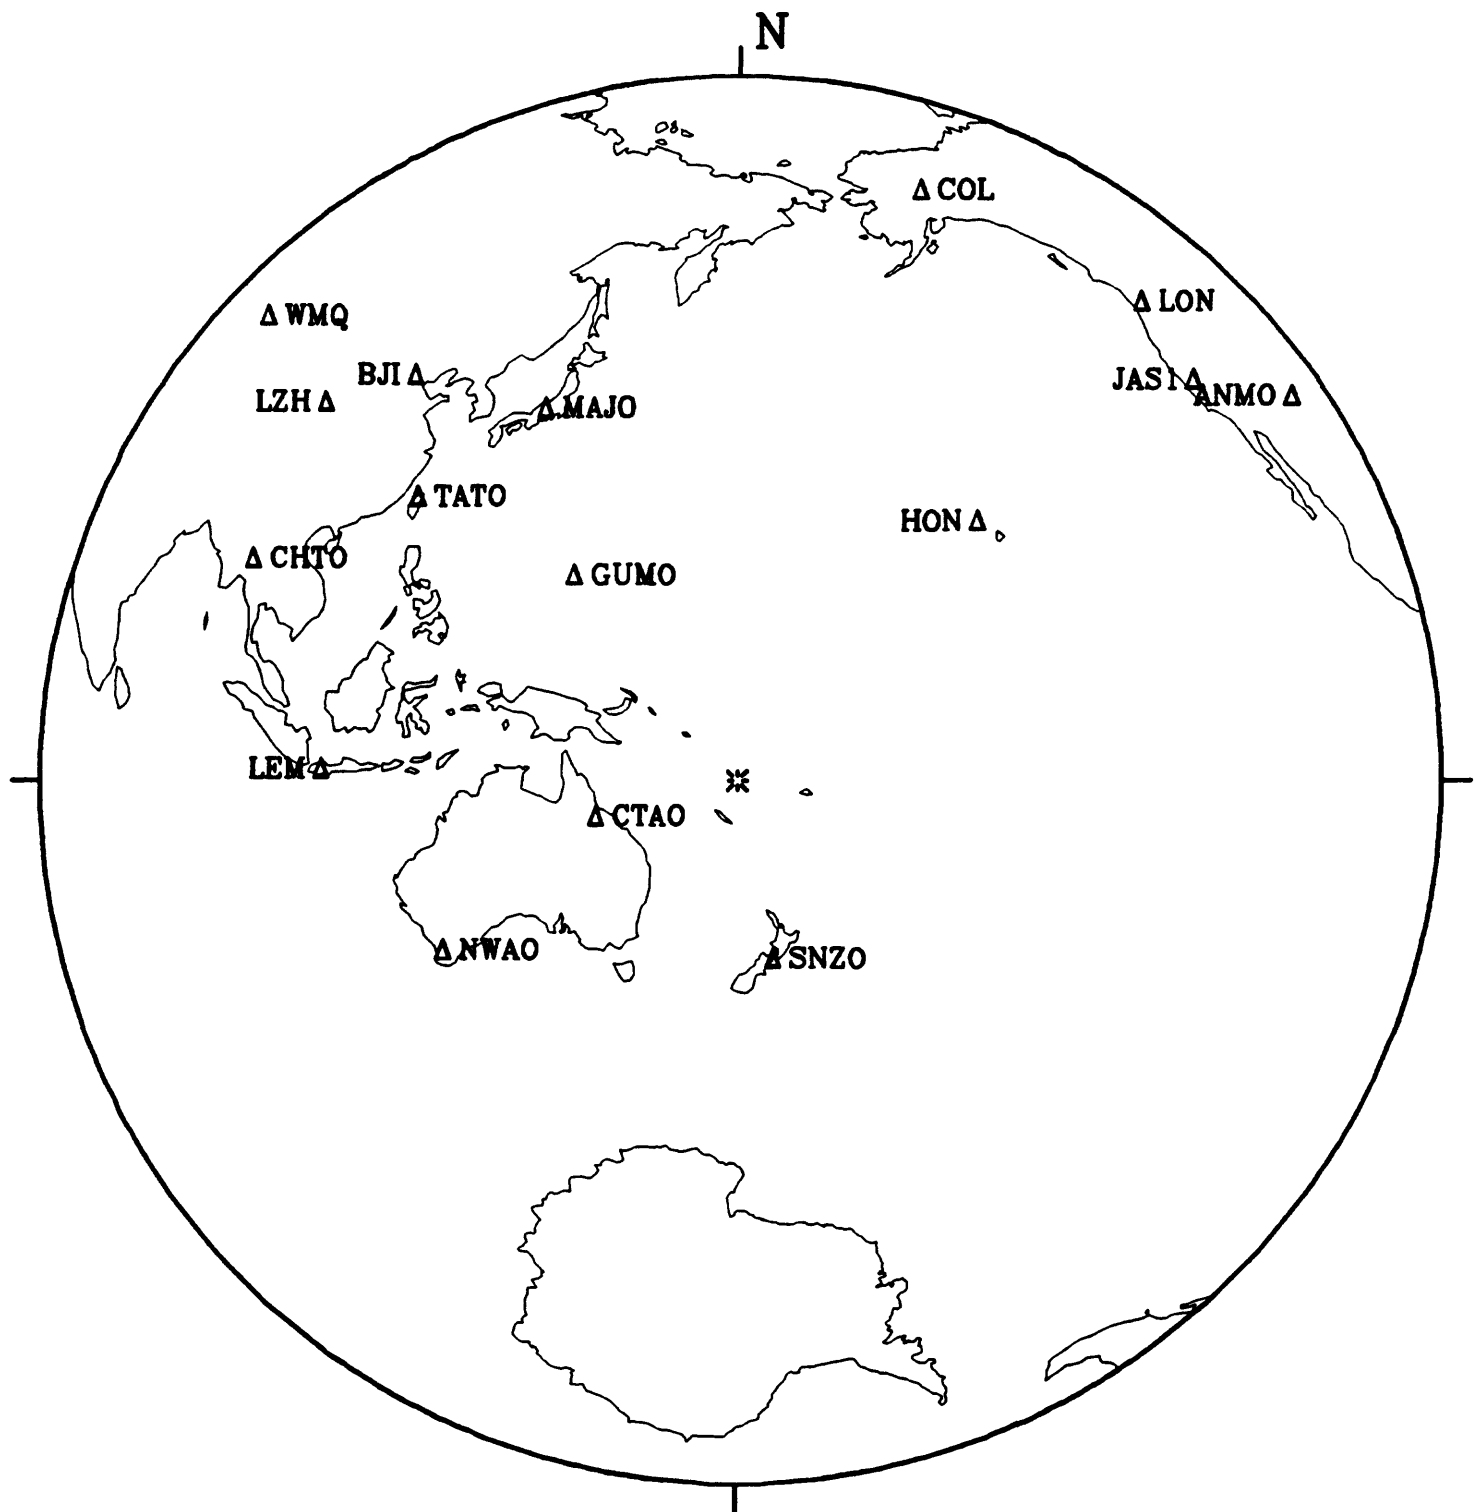 N
COL
LON
WMQ
BJI
JAS1
ANMO
LZH
MAJO
TATO
HON
CHTO
GUMO
LEM
CTAO
NWAO
SNZO